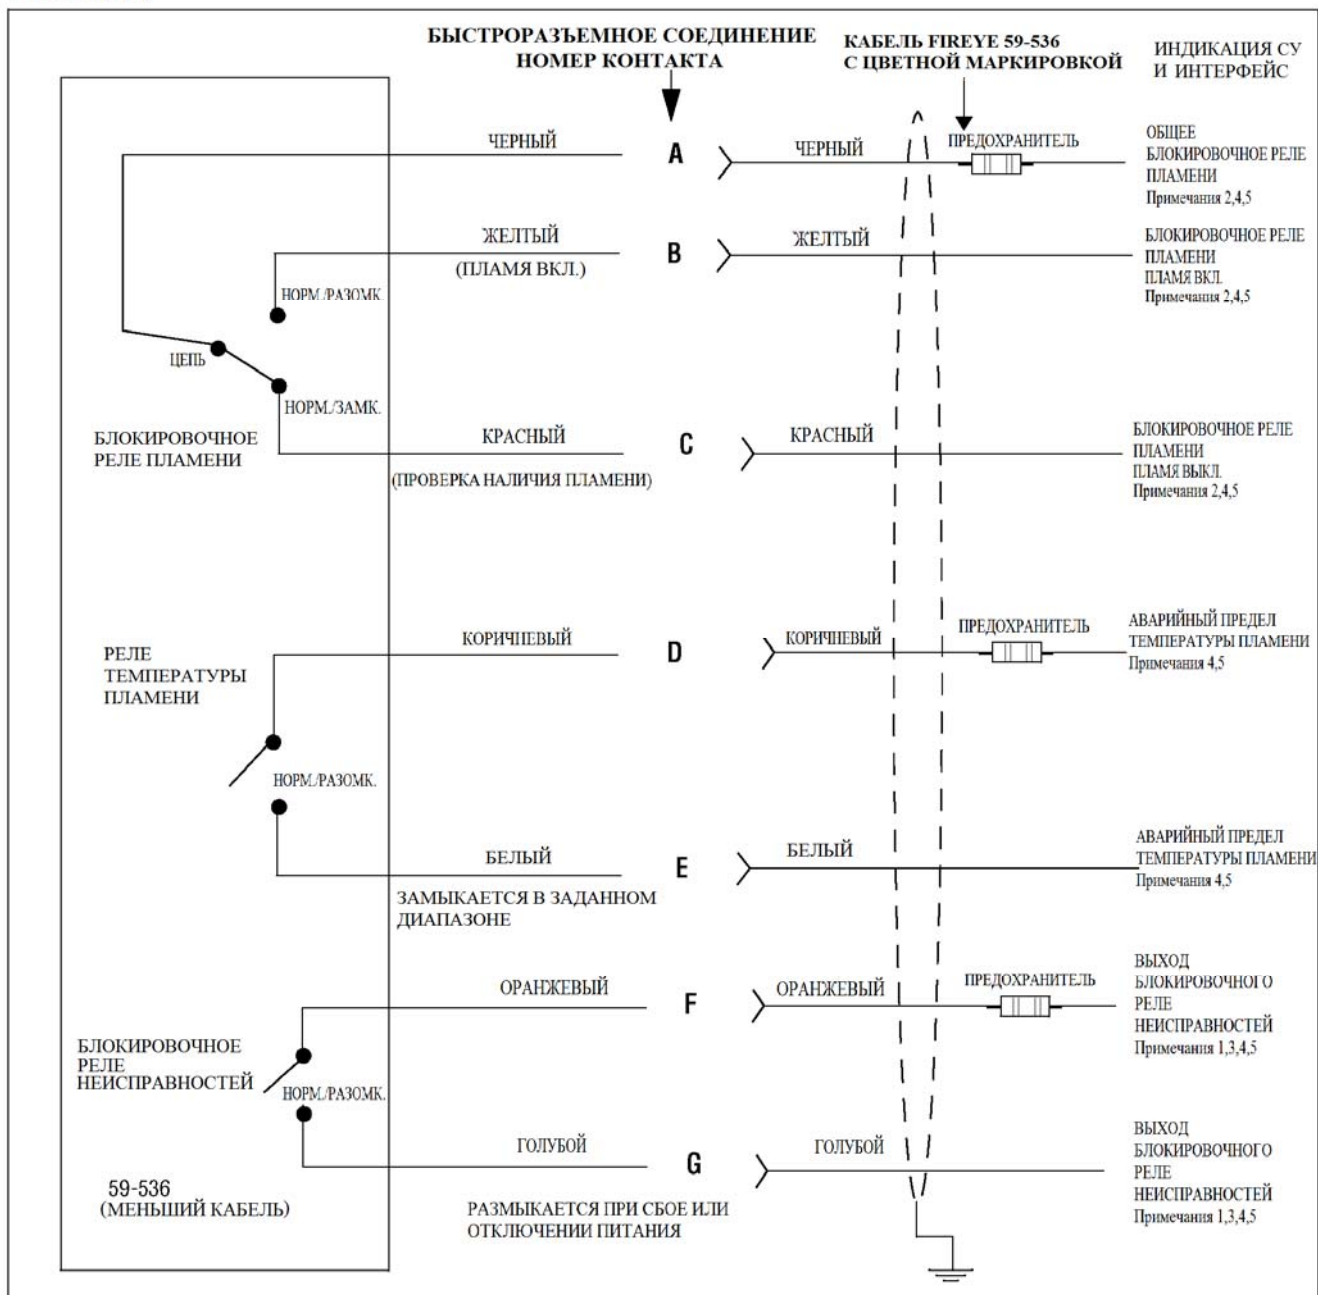 БЫСТРОРАЗЪЕМНОЕ СОЕДИНЕНИЕ
НОМЕР КОНТАКТА
КАБЕЛЬ FIREYE 59-536
С ЦВЕТНОЙ МАРКИРОВКОЙ
ИНДИКАЦИЯ СУ
И ИНТЕРФЕЙС
ЧЕРНЫЙ
A
ЧЕРНЫЙ
ПРЕДОХРАНИТЕЛЬ
ОБЩЕЕ
БЛОКИРОВОЧНОЕ РЕЛЕ
ПЛАМЕНИ
Примечания 2,4,5
ЖЕЛТЫЙ
(ПЛАМЯ ВКЛ.)
B
ЖЕЛТЫЙ
БЛОКИРОВОЧНОЕ РЕЛЕ
ПЛАМЕНИ
ПЛАМЯ ВКЛ.
Примечания 2,4,5
НОРМ./РАЗОМК.
ЦЕПЬ
НОРМ./ЗАМК.
БЛОКИРОВОЧНОЕ
РЕЛЕ ПЛАМЕНИ
КРАСНЫЙ
(ПРОВЕРКА НАЛИЧИЯ ПЛАМЕНИ)
C
КРАСНЫЙ
БЛОКИРОВОЧНОЕ РЕЛЕ
ПЛАМЕНИ
ПЛАМЯ ВЫКЛ.
Примечания 2,4,5
КОРИЧНЕВЫЙ
D
КОРИЧНЕВЫЙ
ПРЕДОХРАНИТЕЛЬ
АВАРИЙНЫЙ ПРЕДЕЛ
ТЕМПЕРАТУРЫ ПЛАМЕНИ
Примечания 4,5
РЕЛЕ
ТЕМПЕРАТУРЫ
ПЛАМЕНИ
НОРМ./РАЗОМК.
БЕЛЫЙ
ЗАМЫКАЕТСЯ В ЗАДАННОМ
ДИАПАЗОНЕ
E
БЕЛЫЙ
АВАРИЙНЫЙ ПРЕДЕЛ
ТЕМПЕРАТУРЫ ПЛАМЕНИ
Примечания 4,5
ОРАНЖЕВЫЙ
F
ОРАНЖЕВЫЙ
ПРЕДОХРАНИТЕЛЬ
ВЫХОД
БЛОКИРОВОЧНОГО
РЕЛЕ
НЕИСПРАВНОСТЕЙ
Примечания 1,3,4,5
БЛОКИРОВОЧНОЕ
РЕЛЕ
НЕИСПРАВНОСТЕЙ
НОРМ./РАЗОМК.
ГОЛУБОЙ
G
ГОЛУБОЙ
ВЫХОД
БЛОКИРОВОЧНОГО
РЕЛЕ
НЕИСПРАВНОСТЕЙ
Примечания 1,3,4,5
59-536
(МЕНЬШИЙ КАБЕЛЬ)
РАЗМЫКАЕТСЯ ПРИ СБОЕ ИЛИ
ОТКЛЮЧЕНИИ ПИТАНИЯ